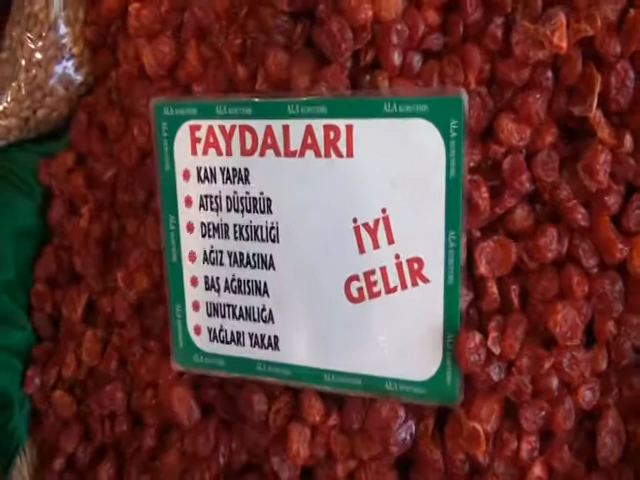 FAYDALARI
KAN YAPAR
ATEŞİ DÜŞÜRÜR
DEMİR EKSİKLİĞİ
AĞIZ YARASINA
BAŞ AĞRISINA
UNUTKANLIĞA
YAĞLARI YAKAR
İYİ
GELİR